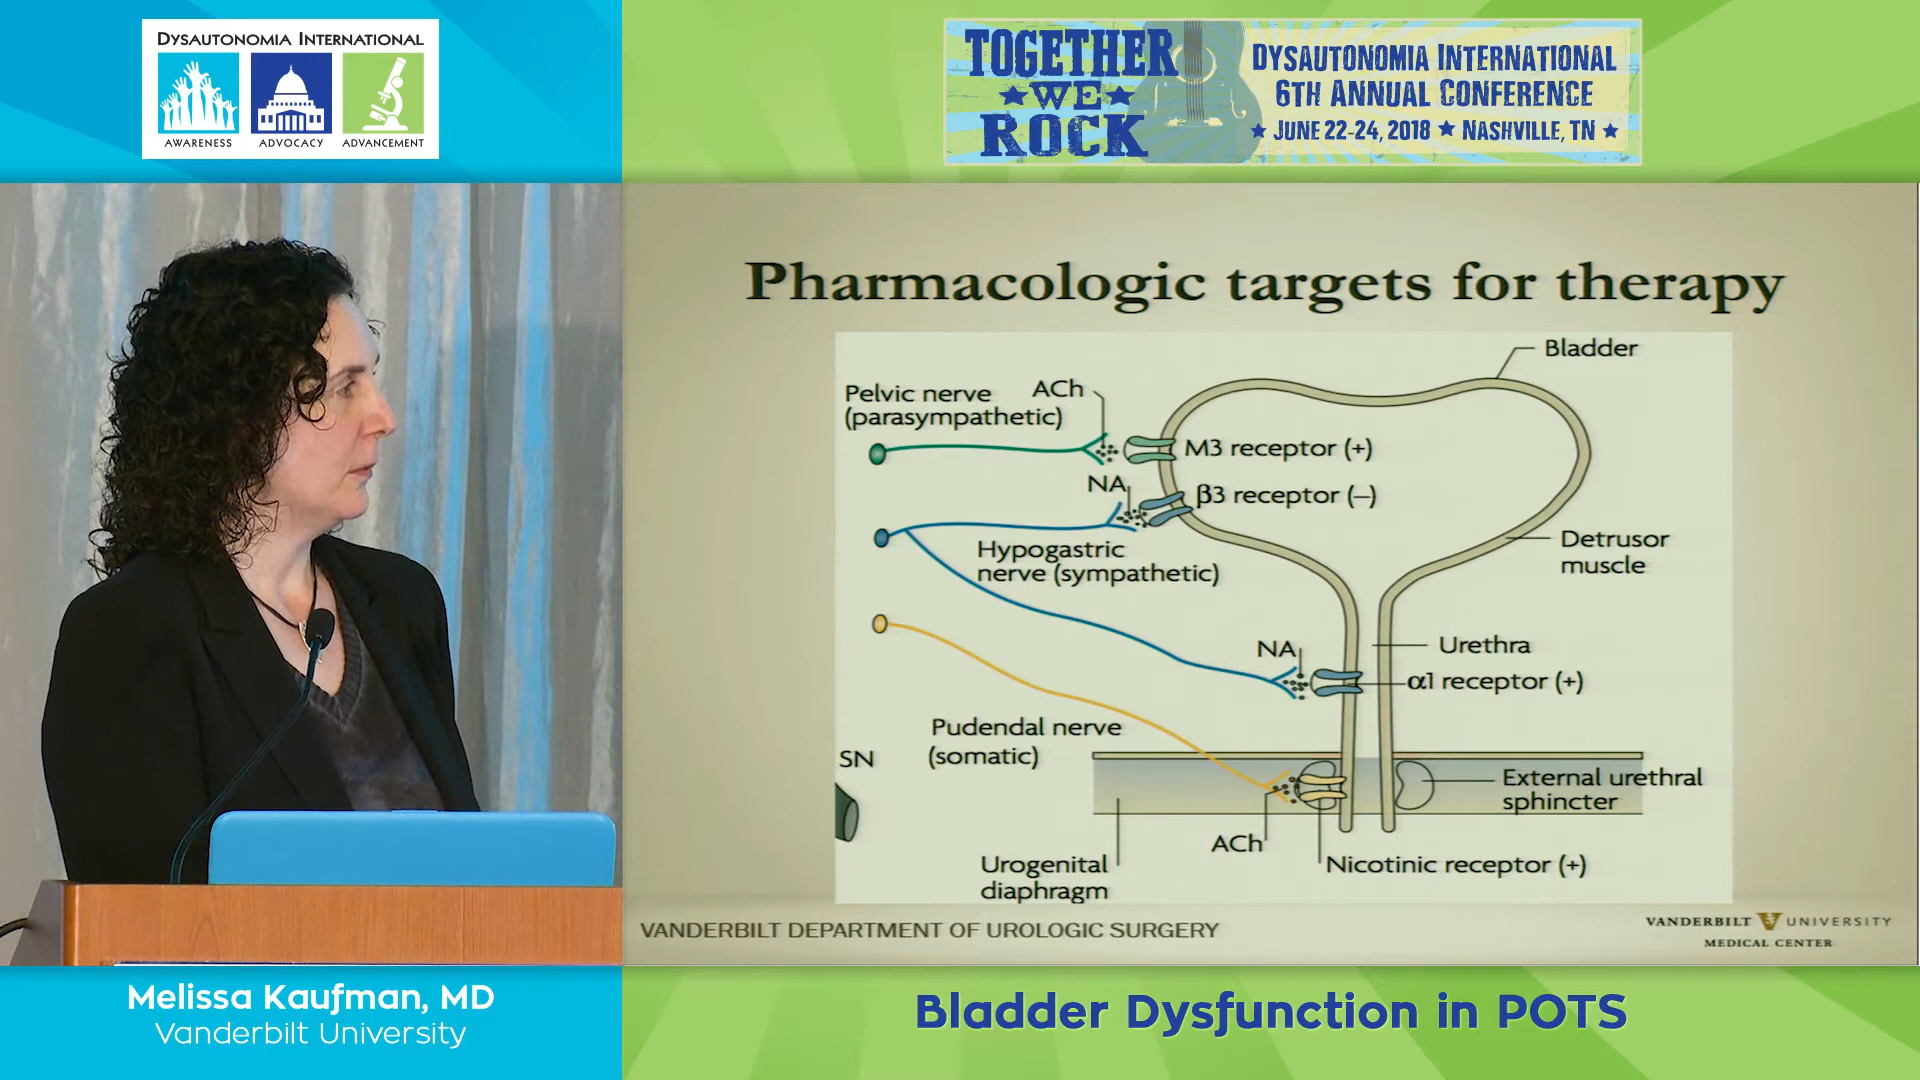 DYSAUTONOMIA INTERNATIONAL
AWARENESS
ADVOCACY
ADVANCEMENT
TOGETHER
WE
ROCK
DYSAUTONOMIA INTERNATIONAL
6TH ANNUAL CONFERENCE
JUNE 22-24, 2018 NASHVILLE, TN
Pharmacologic targets for therapy
Bladder
Pelvic nerve
(parasympathetic)
ACh
M3 receptor (+)
NA
β3 receptor (–)
Hypogastric
nerve (sympathetic)
Detrusor
muscle
NA
Urethra
α1 receptor (+)
Pudendal nerve
(somatic)
SN
External urethral
sphincter
ACh
Urogenital
diaphragm
Nicotinic receptor (+)
VANDERBILT DEPARTMENT OF UROLOGIC SURGERY
VANDERBILT UNIVERSITY
MEDICAL CENTER
Melissa Kaufman, MD
Vanderbilt University
Bladder Dysfunction in POTS